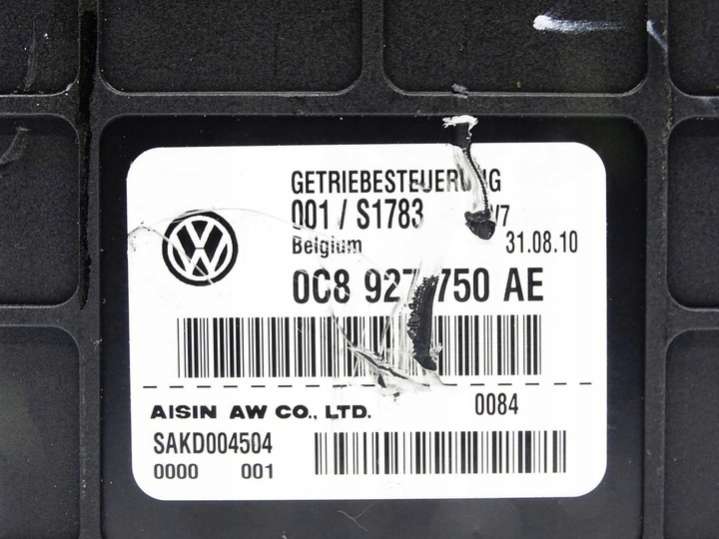 GETRIEBESTEUERUNG
001/S1783 /7
Belgium 31.08.10
0C8 927 750 AE
AISIN AW CO., LTD. 0084
SAKD004504
0000 001